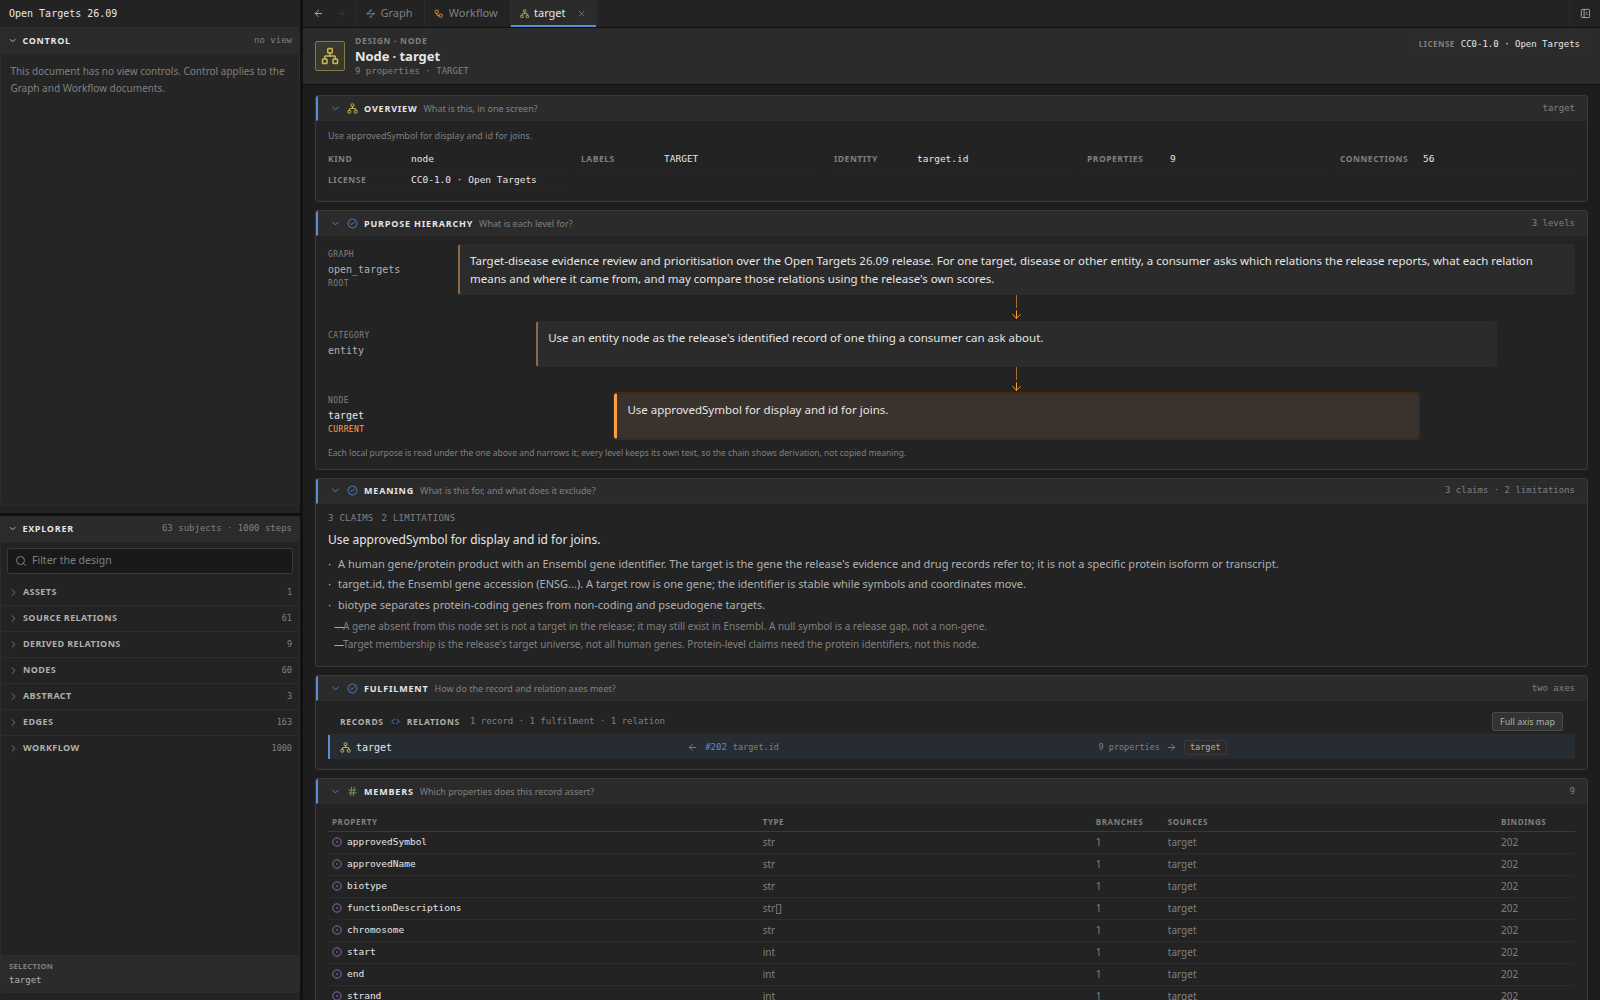 Open Targets 26.09
CONTROL no view
This document has no view controls. Control applies to the
Graph and Workflow documents.
EXPLORER 63 subjects · 1000 steps
Filter the design
ASSETS 1
SOURCE RELATIONS 61
DERIVED RELATIONS 9
NODES 60
ABSTRACT 3
EDGES 163
WORKFLOW 1000
SELECTION
target
Graph Workflow target
DESIGN · NODE
Node · target
9 properties · TARGET
LICENSE CC0-1.0 · Open Targets
OVERVIEW What is this, in one screen? target
Use approvedSymbol for display and id for joins.
KIND node LABELS TARGET IDENTITY target.id PROPERTIES 9 CONNECTIONS 56
LICENSE CC0-1.0 · Open Targets
PURPOSE HIERARCHY What is each level for? 3 levels
GRAPH
open_targets
ROOT
Target-disease evidence review and prioritisation over the Open Targets 26.09 release. For one target, disease or other entity, a consumer asks which relations the release reports, what each relation
means and where it came from, and may compare those relations using the release's own scores.
CATEGORY
entity
Use an entity node as the release's identified record of one thing a consumer can ask about.
NODE
target
CURRENT
Use approvedSymbol for display and id for joins.
Each local purpose is read under the one above and narrows it; every level keeps its own text, so the chain shows derivation, not copied meaning.
MEANING What is this for, and what does it exclude? 3 claims · 2 limitations
3 CLAIMS 2 LIMITATIONS
Use approvedSymbol for display and id for joins.
· A human gene/protein product with an Ensembl gene identifier. The target is the gene the release's evidence and drug records refer to; it is not a specific protein isoform or transcript.
· target.id, the Ensembl gene accession (ENSG…). A target row is one gene; the identifier is stable while symbols and coordinates move.
· biotype separates protein-coding genes from non-coding and pseudogene targets.
—A gene absent from this node set is not a target in the release; it may still exist in Ensembl. A null symbol is a release gap, not a non-gene.
—Target membership is the release's target universe, not all human genes. Protein-level claims need the protein identifiers, not this node.
FULFILMENT How do the record and relation axes meet? two axes
RECORDS <> RELATIONS 1 record · 1 fulfilment · 1 relation Full axis map
target ← #202 target.id 9 properties → target
MEMBERS Which properties does this record assert? 9
PROPERTY TYPE BRANCHES SOURCES BINDINGS
approvedSymbol str 1 target 202
approvedName str 1 target 202
biotype str 1 target 202
functionDescriptions str[] 1 target 202
chromosome str 1 target 202
start int 1 target 202
end int 1 target 202
strand int 1 target 202